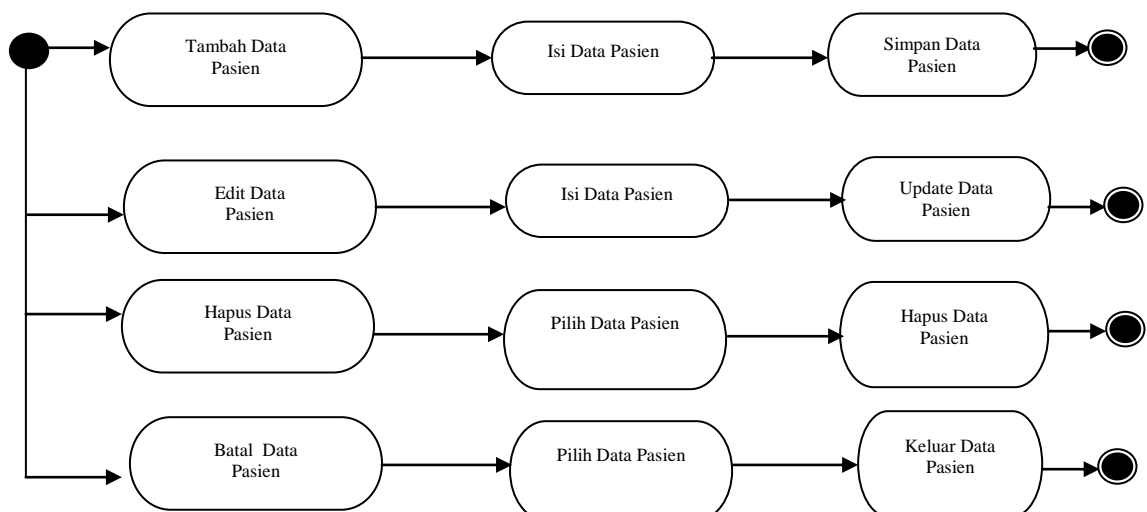 Tambah Data
Pasien
Isi Data Pasien
Simpan Data
Pasien
Edit Data
Pasien
Isi Data Pasien
Update Data
Pasien
Hapus Data
Pasien
Pilih Data Pasien
Hapus Data
Pasien
Batal  Data
Pasien
Pilih Data Pasien
Keluar Data
Pasien